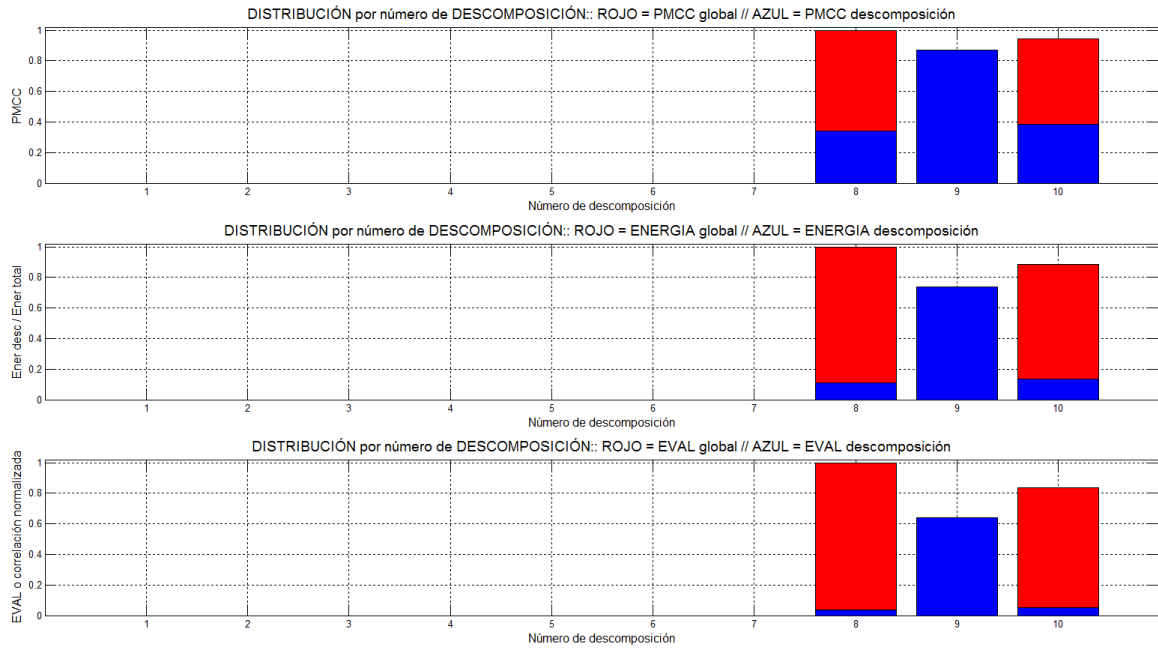 DISTRIBUCIÓN por número de DESCOMPOSICIÓN:: ROJO = PMCC global // AZUL = PMCC descomposición
PMCC
1
0.8
0.6
0.4
0.2
0
1 2 3 4 5 6 7 8 9 10
Número de descomposición
DISTRIBUCIÓN por número de DESCOMPOSICIÓN:: ROJO = ENERGIA global // AZUL = ENERGIA descomposición
Ener desc / Ener total
1
0.8
0.6
0.4
0.2
0
1 2 3 4 5 6 7 8 9 10
Número de descomposición
DISTRIBUCIÓN por número de DESCOMPOSICIÓN:: ROJO = EVAL global // AZUL = EVAL descomposición
EVAL o correlación normalizada
1
0.8
0.6
0.4
0.2
0
1 2 3 4 5 6 7 8 9 10
Número de descomposición